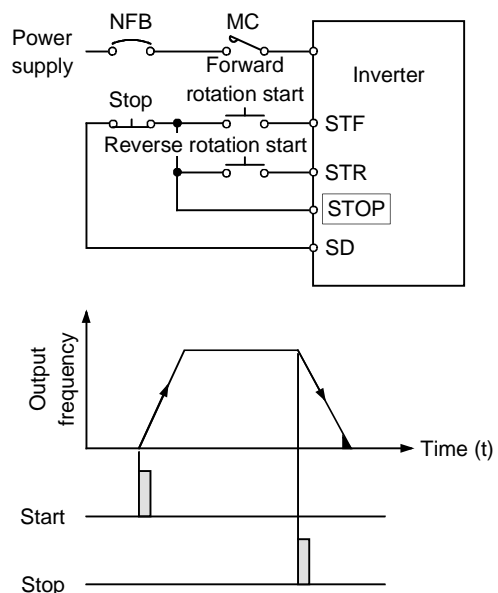 NFB
MC
Power
supply
Forward
Inverter
Stop
rotation start
STF
Reverse rotation start
STR
STOP
SD
Output
frequency
Time (t)
Start
Stop